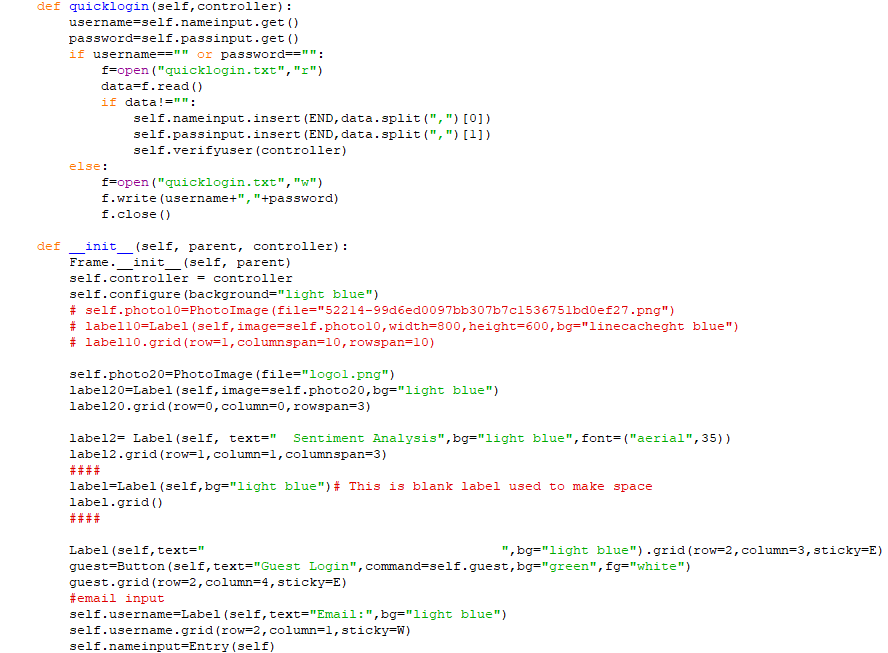 def quicklogin(self,controller):
    username=self.nameinput.get()
    password=self.passinput.get()
    if username=="" or password=="":
        f=open("quicklogin.txt","r")
        data=f.read()
        if data!="":
            self.nameinput.insert(END,data.split(",")[0])
            self.passinput.insert(END,data.split(",")[1])
            self.verifyuser(controller)
    else:
        f=open("quicklogin.txt","w")
        f.write(username+","+password)
        f.close()

def __init__(self, parent, controller):
    Frame.__init__(self, parent)
    self.controller = controller
    self.configure(background="light blue")
    # self.photo10=PhotoImage(file="52214-99d6ed0097bb307b7c1536751bd0ef27.png")
    # label10=Label(self,image=self.photo10,width=800,height=600,bg="linecacheght blue")
    # label10.grid(row=1,columnspan=10,rowspan=10)

    self.photo20=PhotoImage(file="logo1.png")
    label20=Label(self,image=self.photo20,bg="light blue")
    label20.grid(row=0,column=0,rowspan=3)

    label2= Label(self, text="  Sentiment Analysis",bg="light blue",font=("aerial",35))
    label2.grid(row=1,column=1,columnspan=3)
    ####
    label=Label(self,bg="light blue")# This is blank label used to make space
    label.grid()
    ####

    Label(self,text="                                     ",bg="light blue").grid(row=2,column=3,sticky=E)
    guest=Button(self,text="Guest Login",command=self.guest,bg="green",fg="white")
    guest.grid(row=2,column=4,sticky=E)
    #email input
    self.username=Label(self,text="Email:",bg="light blue")
    self.username.grid(row=2,column=1,sticky=W)
    self.nameinput=Entry(self)